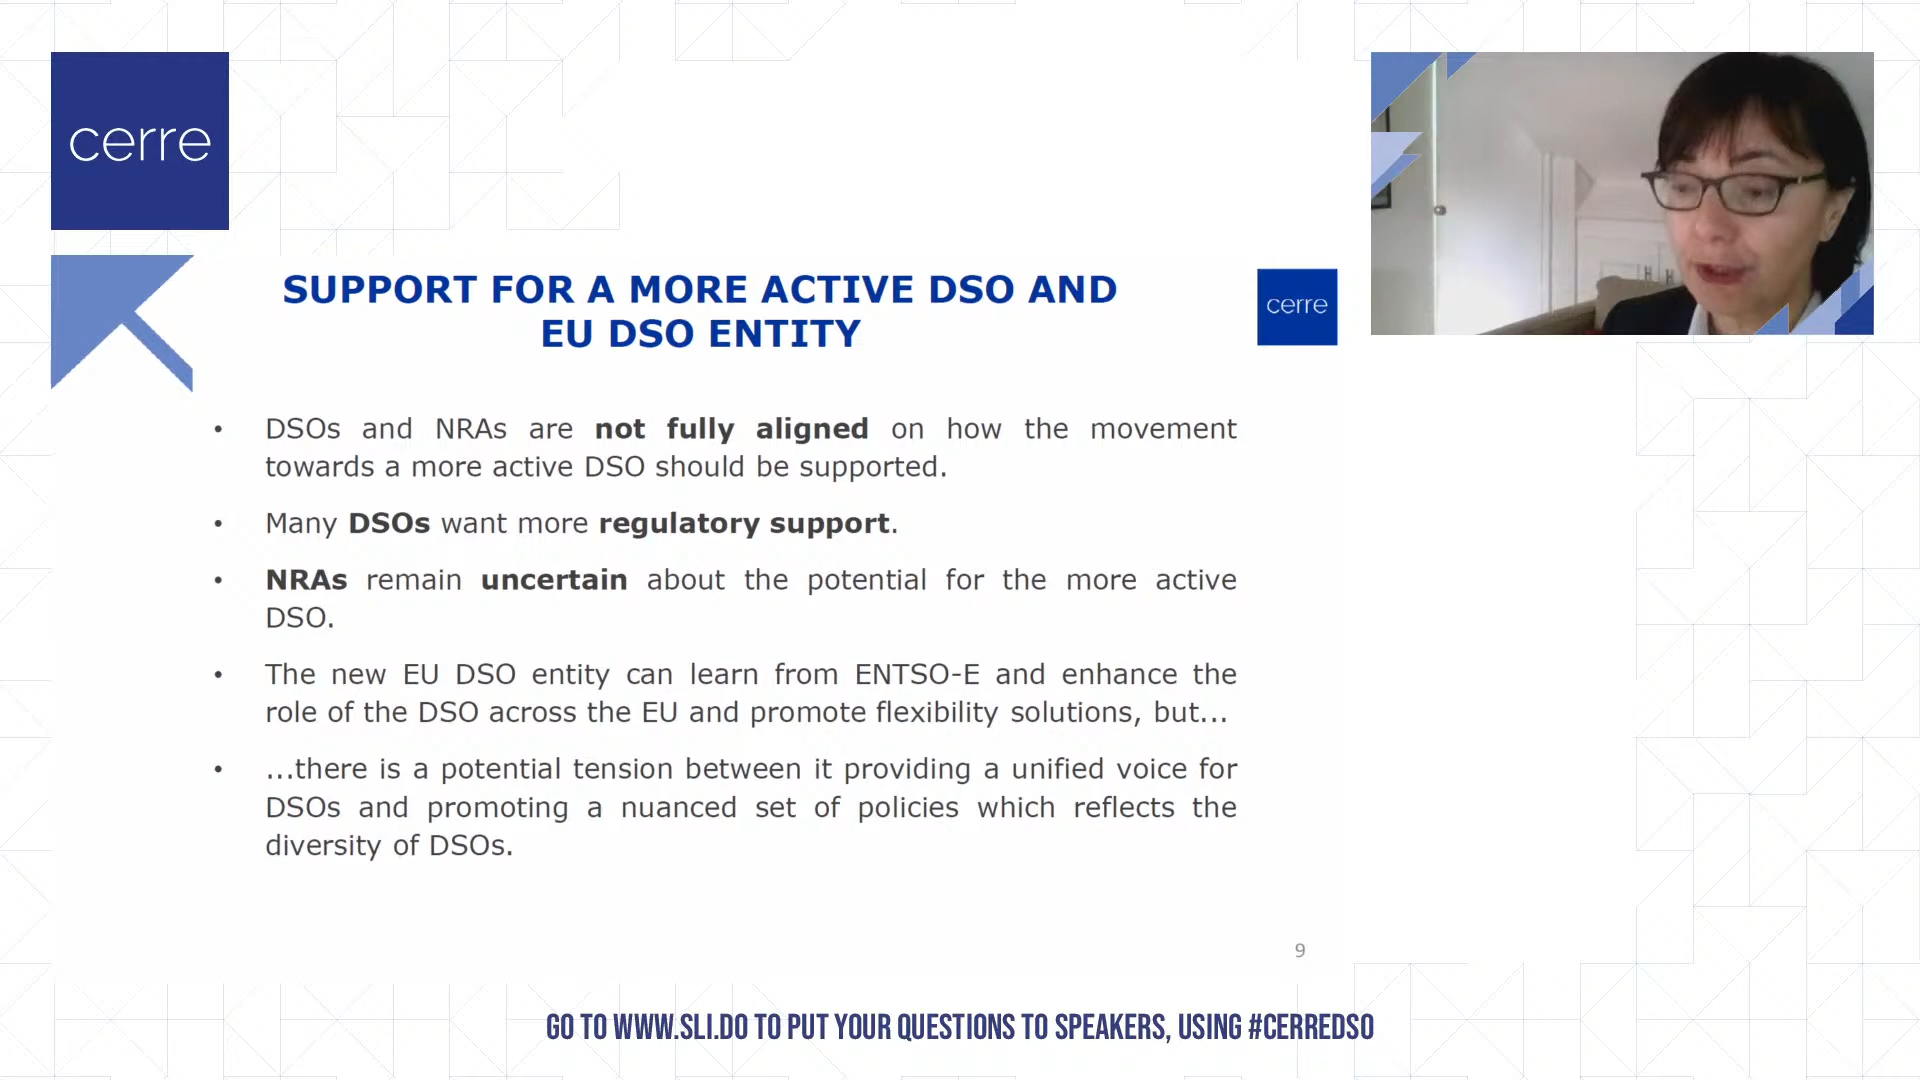 cerre
SUPPORT FOR A MORE ACTIVE DSO AND
EU DSO ENTITY
cerre
• DSOs and NRAs are not fully aligned on how the movement
towards a more active DSO should be supported.
• Many DSOs want more regulatory support.
• NRAs remain uncertain about the potential for the more active
DSO.
• The new EU DSO entity can learn from ENTSO-E and enhance the
role of the DSO across the EU and promote flexibility solutions, but...
• ...there is a potential tension between it providing a unified voice for
DSOs and promoting a nuanced set of policies which reflects the
diversity of DSOs.
9
GO TO WWW.SLI.DO TO PUT YOUR QUESTIONS TO SPEAKERS, USING #CERREDSO